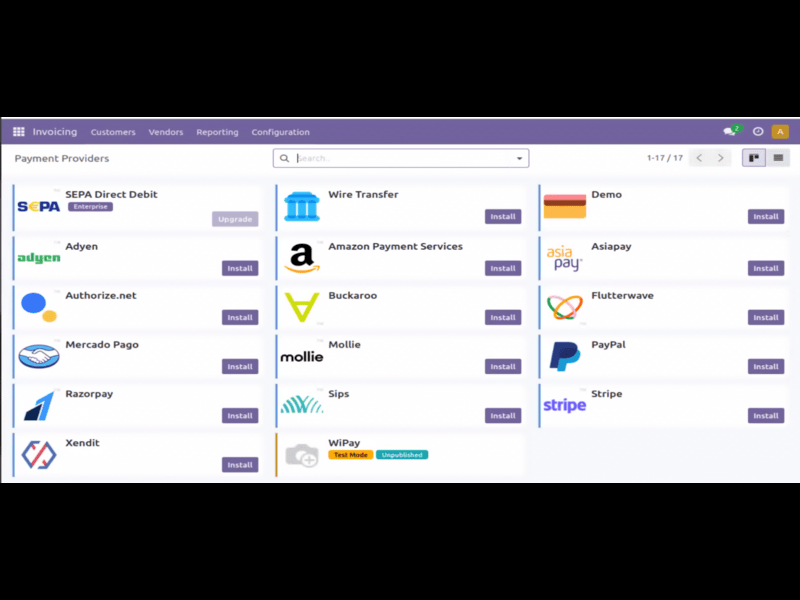 Invoicing Customers Vendors Reporting Configuration 2 A
Payment Providers Search... 1-17 / 17
SEPA SEPA Direct Debit
Enterprise
Upgrade
Wire Transfer
Install
Demo
Install
adyen Adyen
Install
a Amazon Payment Services
Install
asia pay Asiapay
Install
Authorize.net
Install
Buckaroo
Install
Flutterwave
Install
Mercado Pago
Install
mollie Mollie
Install
PayPal
Install
Razorpay
Install
Sips
Install
stripe Stripe
Install
Xendit
Install
WiPay
Test Mode Unpublished